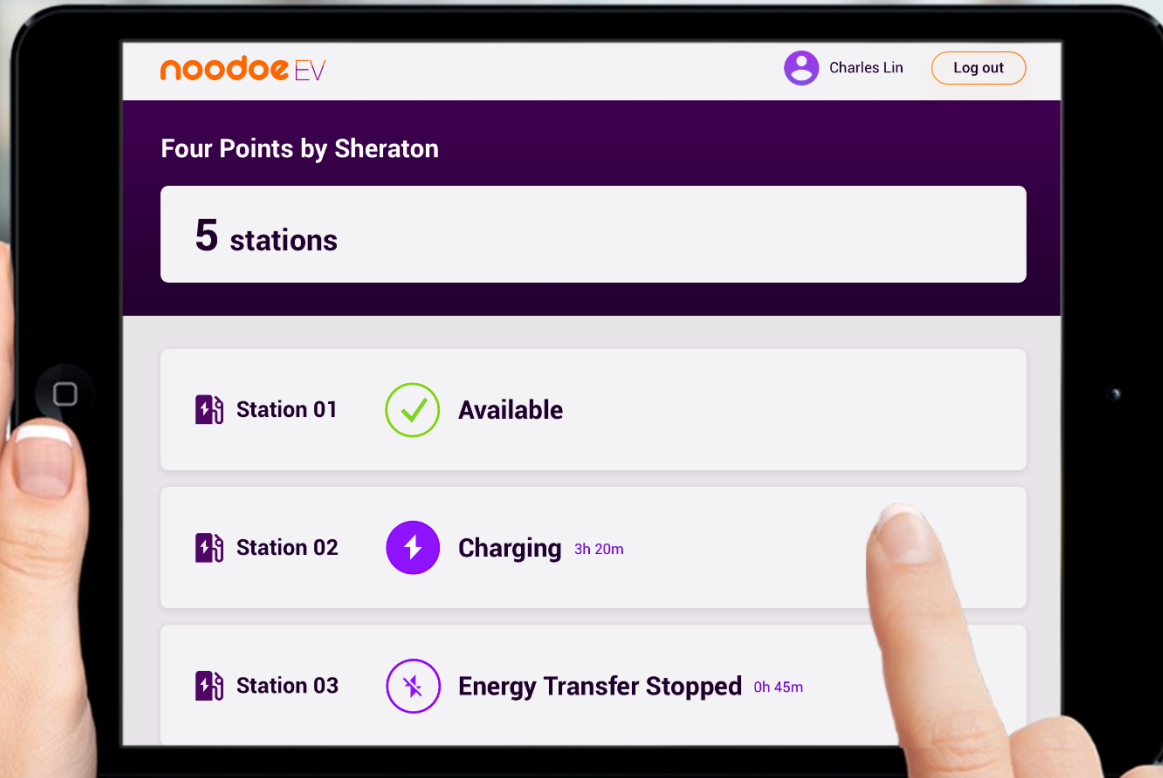 noodoe EV
Charles Lin
Log out
Four Points by Sheraton
5 stations
Station 01
Available
Station 02
Charging 3h 20m
Station 03
Energy Transfer Stopped 0h 45m